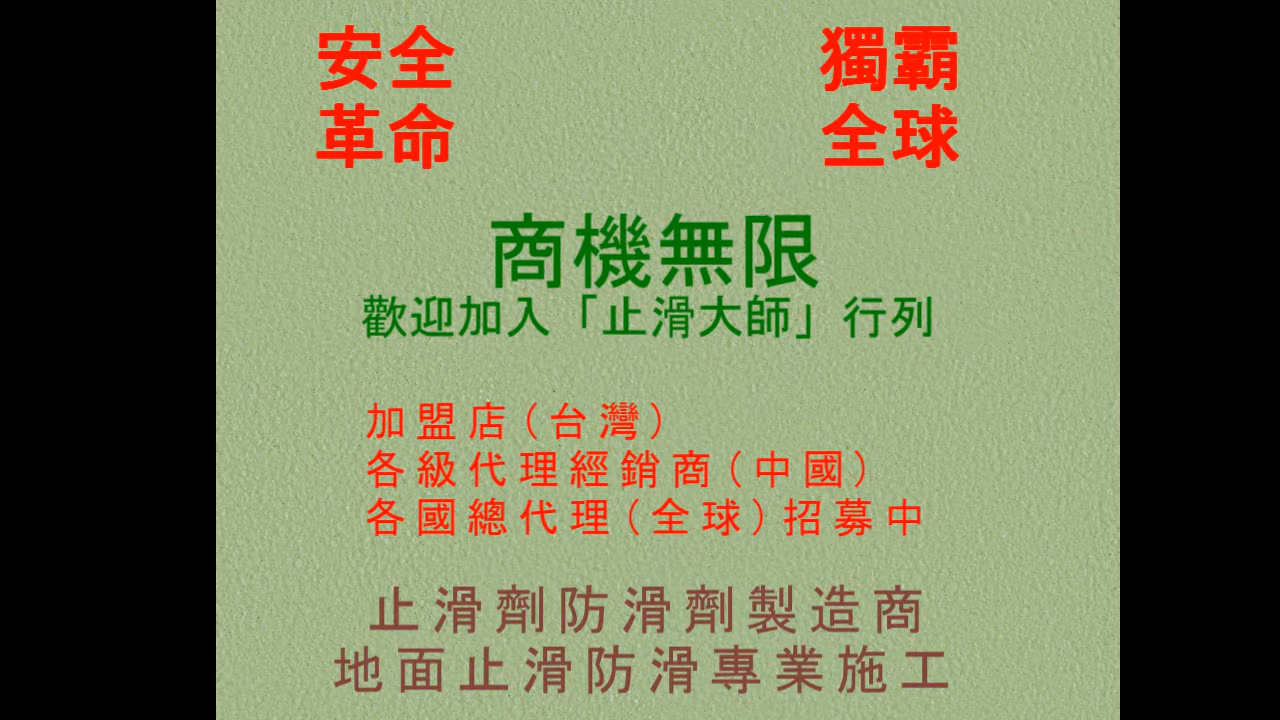 安全 獨霸
革命 全球
商機無限
歡迎加入「止滑大師」行列
加盟店(台灣)
各級代理經銷商(中國)
各國總代理(全球)招募中
止滑劑防滑劑製造商
地面止滑防滑專業施工